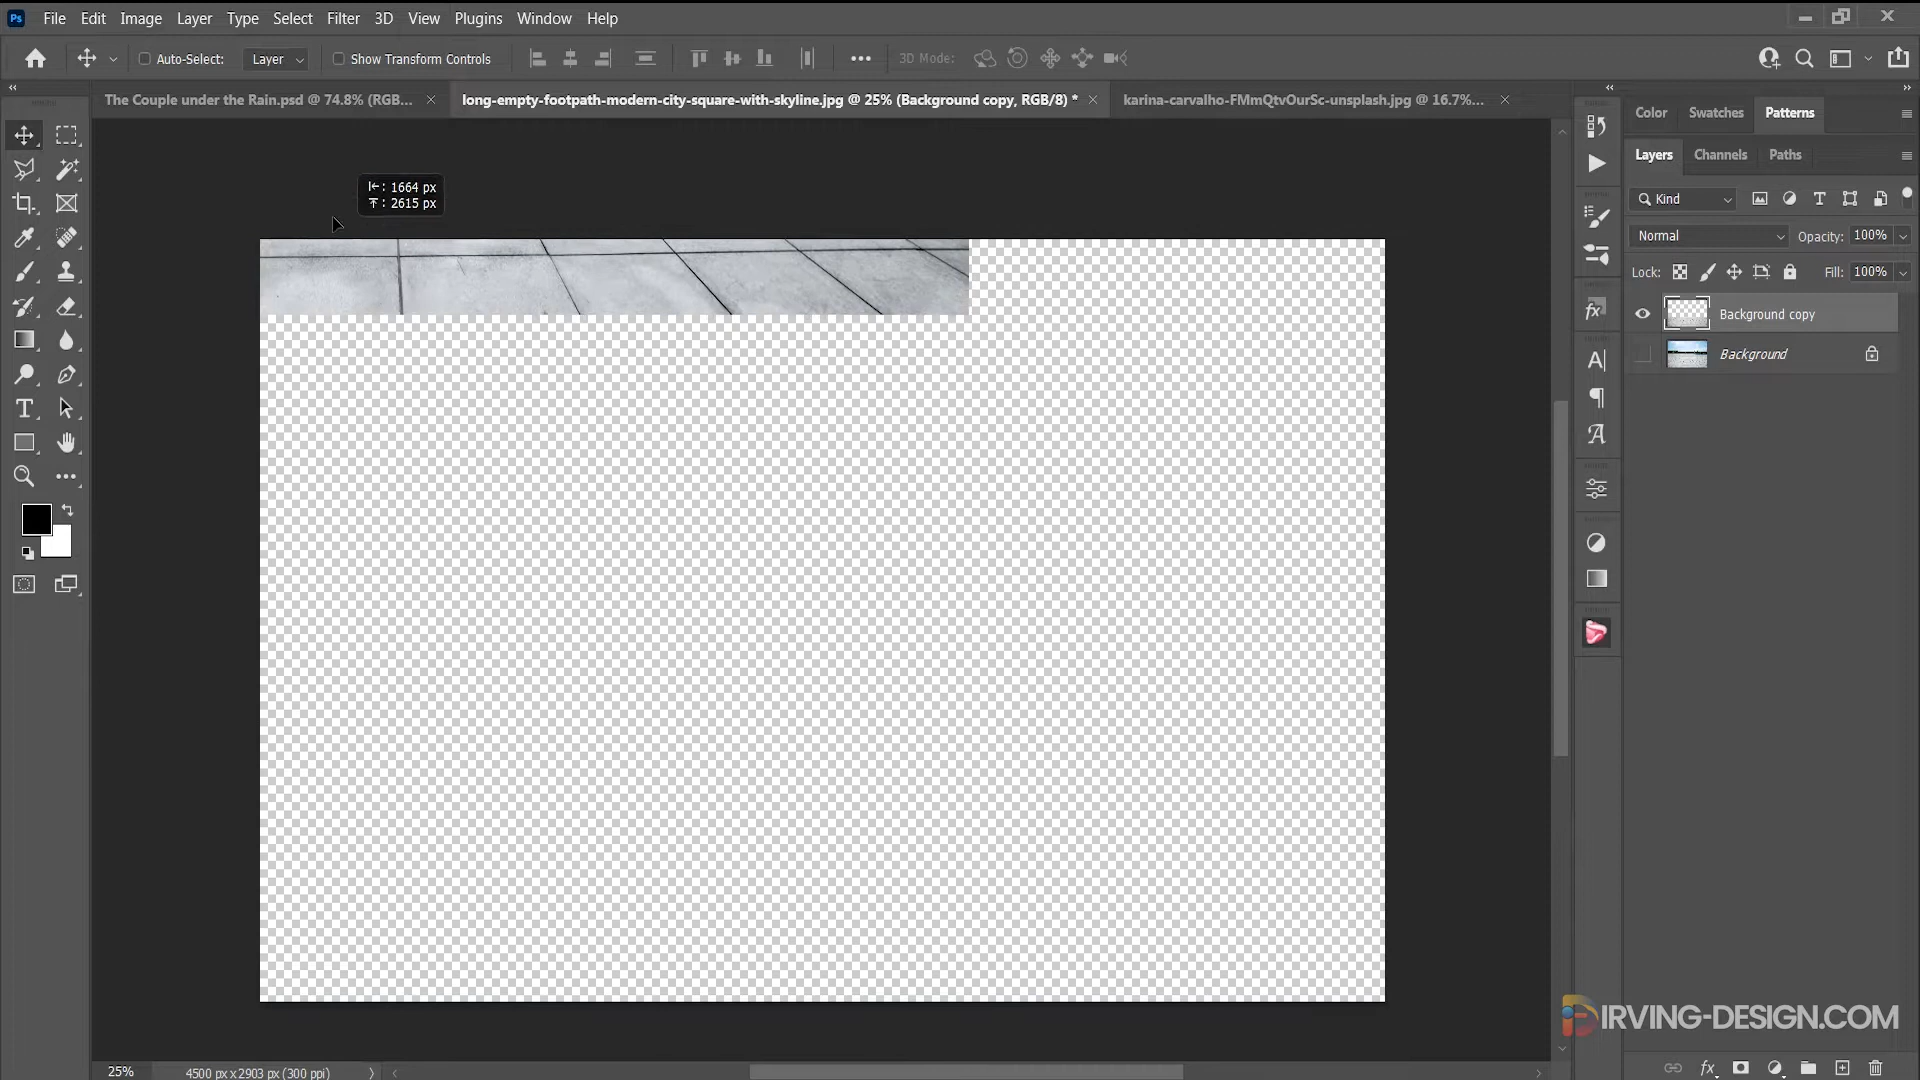 Ps File Edit Image Layer Type Select Filter 3D View Plugins Window Help
Auto-Select: Layer Show Transform Controls 3D Mode:
The Couple under the Rain.psd @ 74.8% (RGB... long-empty-footpath-modern-city-square-with-skyline.jpg @ 25% (Background copy, RGB/8) * karina-carvalho-FMmQtvOurSc-unsplash.jpg @ 16.7%...
Color Swatches Patterns
Layers Channels Paths
1664 px
2615 px
Kind
Normal Opacity: 100%
Lock: Fill: 100%
Background copy
Background
IRVING-DESIGN.COM
25% 4500 px x 2903 px (300 ppi)